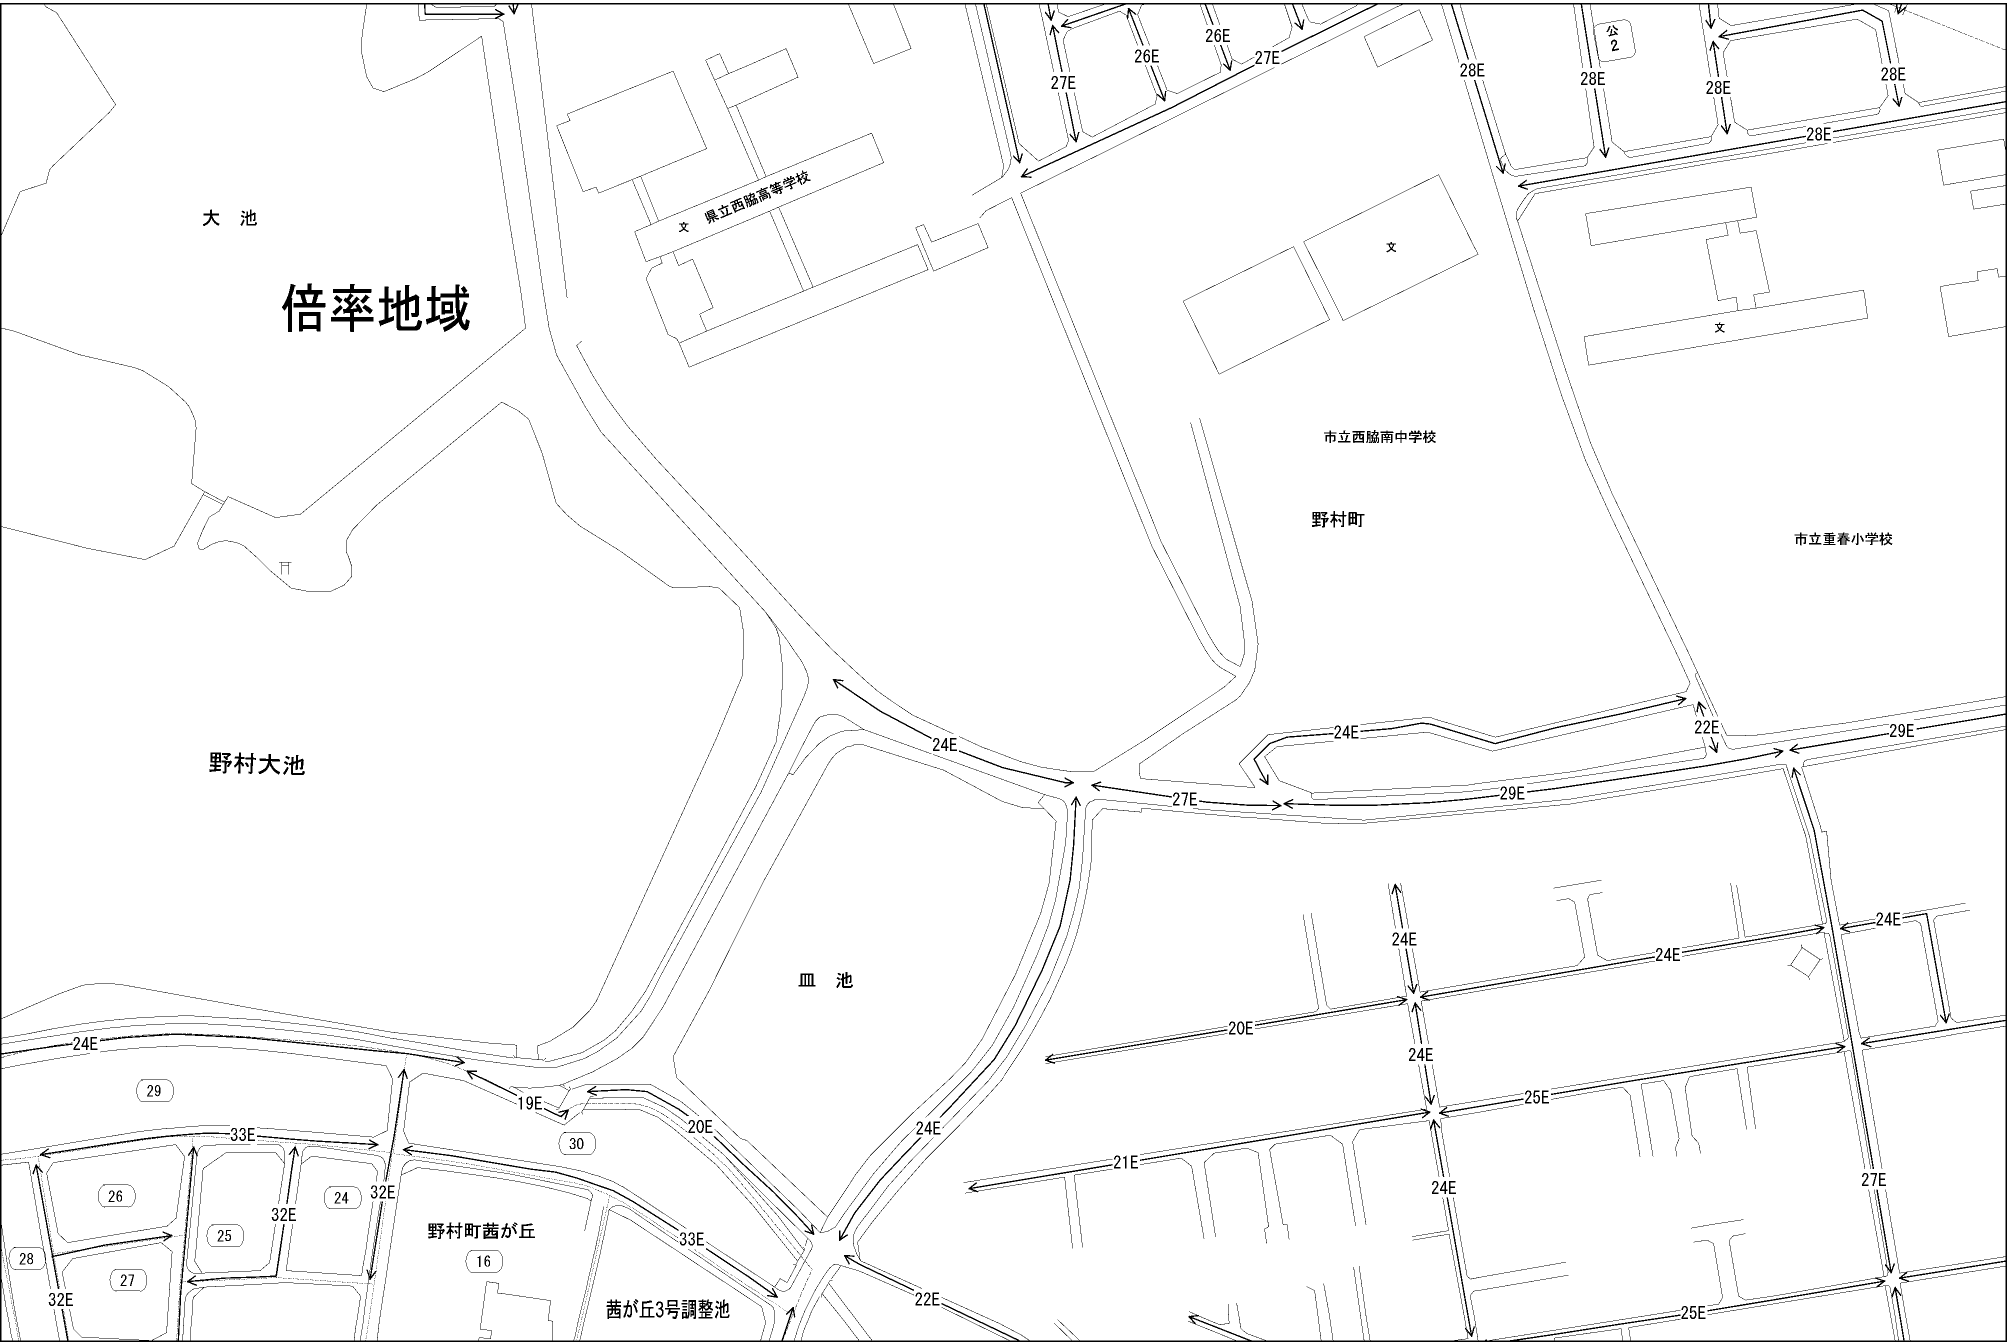 26E
26E
27E
27E
28E
28E
公
2
28E
28E
28E
県立西脇高等学校
文
大 池
文
倍率地域
文
市立西脇南中学校
野村町
市立重春小学校
24E
24E
22E
29E
野村大池
27E
29E
24E
24E
24E
皿 池
20E
24E
24E
29
19E
20E
24E
25E
33E
30
21E
26
24
32E
32E
24E
27E
25
野村町茜が丘
33E
28
27
16
32E
茜が丘3号調整池
22E
25E